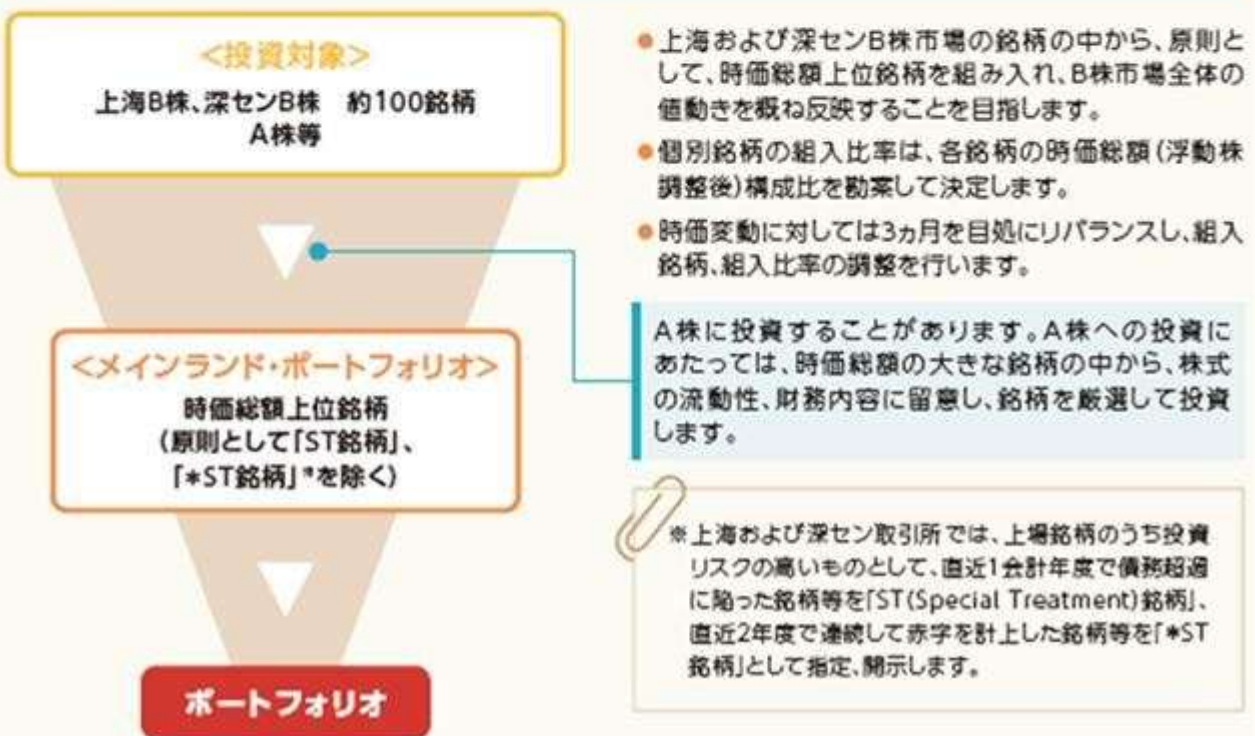 <投資対象>
上海B株、深センB株　約100銘柄
A株等
<メインランド・ポートフォリオ>
時価総額上位銘柄
(原則として「ST銘柄」、
「*ST銘柄」※を除く)
ポートフォリオ
●上海および深センB株市場の銘柄の中から、原則と
して、時価総額上位銘柄を組み入れ、B株市場全体の
値動きを概ね反映することを目指します。
●個別銘柄の組入比率は、各銘柄の時価総額(浮動株
調整後)構成比を勘案して決定します。
●時価変動に対しては3ヵ月を目処にリバランスし、組入
銘柄、組入比率の調整を行います。
A株に投資することがあります。A株への投資に
あたっては、時価総額の大きな銘柄の中から、株式
の流動性、財務内容に留意し、銘柄を厳選して投資
します。
※上海および深セン取引所では、上場銘柄のうち投資
リスクの高いものとして、直近1会計年度で債務超過
に陥った銘柄等を「ST(Special Treatment)銘柄」、
直近2年度で連続して赤字を計上した銘柄等を「*ST
銘柄」として指定、開示します。